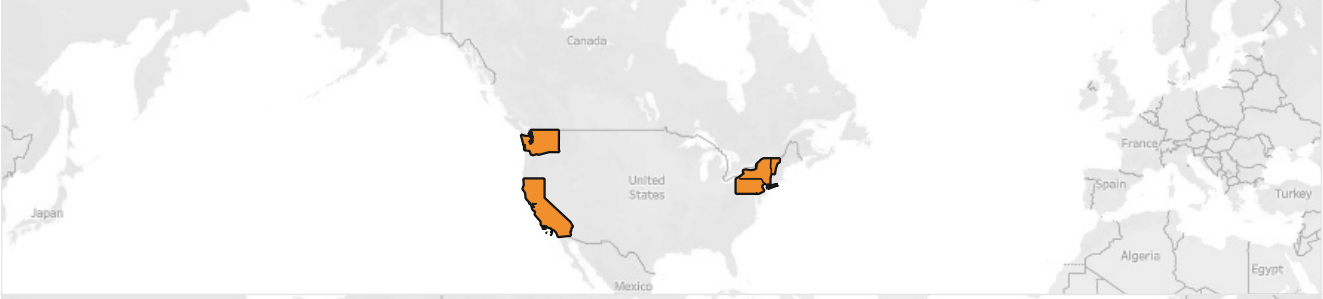 Canada
France
United
States
Spain
Turkey
Japan
Algeria
Egypt
Mexico